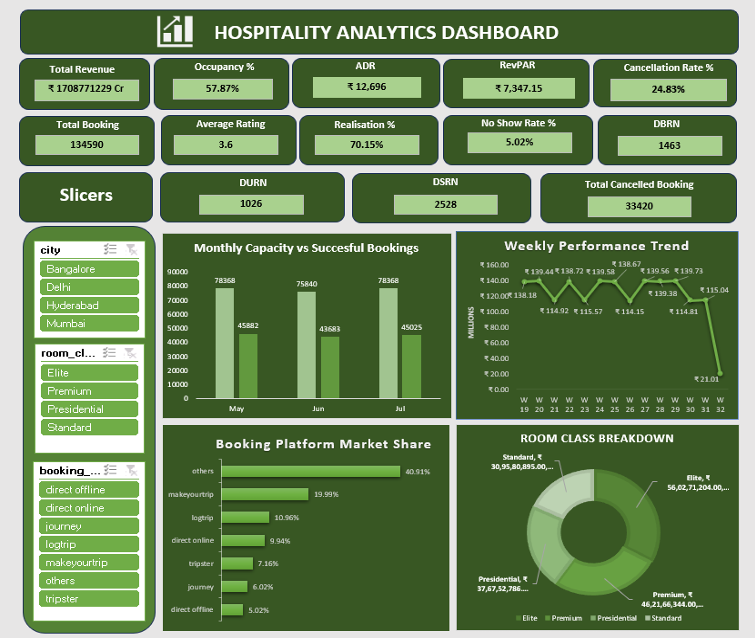 HOSPITALITY ANALYTICS DASHBOARD
Total Revenue
₹ 1708771229 Cr
Occupancy %
57.87%
ADR
₹ 12,696
RevPAR
₹ 7,347.15
Cancellation Rate %
24.83%
Total Booking
134590
Average Rating
3.6
Realisation %
70.15%
No Show Rate %
5.02%
DBRN
1463
Slicers
DURN
1026
DSRN
2528
Total Cancelled Booking
33420
city
Bangalore
Delhi
Hyderabad
Mumbai
room_cl...
Elite
Premium
Presidential
Standard
booking_...
direct offline
direct online
journey
logtrip
makeyourtrip
others
tripster
Monthly Capacity vs Succesful Bookings
90000
80000
70000
60000
50000
40000
30000
20000
10000
0
78368
45882
75840
43683
78368
45025
May Jun Jul
Weekly Performance Trend
MILLIONS
₹ 160.00
₹ 140.00
₹ 120.00
₹ 100.00
₹ 80.00
₹ 60.00
₹ 40.00
₹ 20.00
₹ 0.00
₹ 138.18
₹ 139.44
₹ 114.92
₹ 138.72
₹ 115.57
₹ 139.58
₹ 138.67
₹ 114.15
₹ 139.56
₹ 139.38
₹ 139.73
₹ 114.81
₹ 115.04
₹ 21.01
W W W W W W W W W W W W W W
19 20 21 22 23 24 25 26 27 28 29 30 31 32
Booking Platform Market Share
others 40.91%
makeyourtrip 19.99%
logtrip 10.96%
direct online 9.94%
tripster 7.16%
journey 6.02%
direct offline 5.02%
ROOM CLASS BREAKDOWN
Standard, ₹
30,95,80,895.00,...
Elite, ₹
56,02,71,204.00,...
Presidential, ₹
37,67,52,786....
Premium, ₹
46,21,66,344.00,...
Elite Premium Presidential Standard